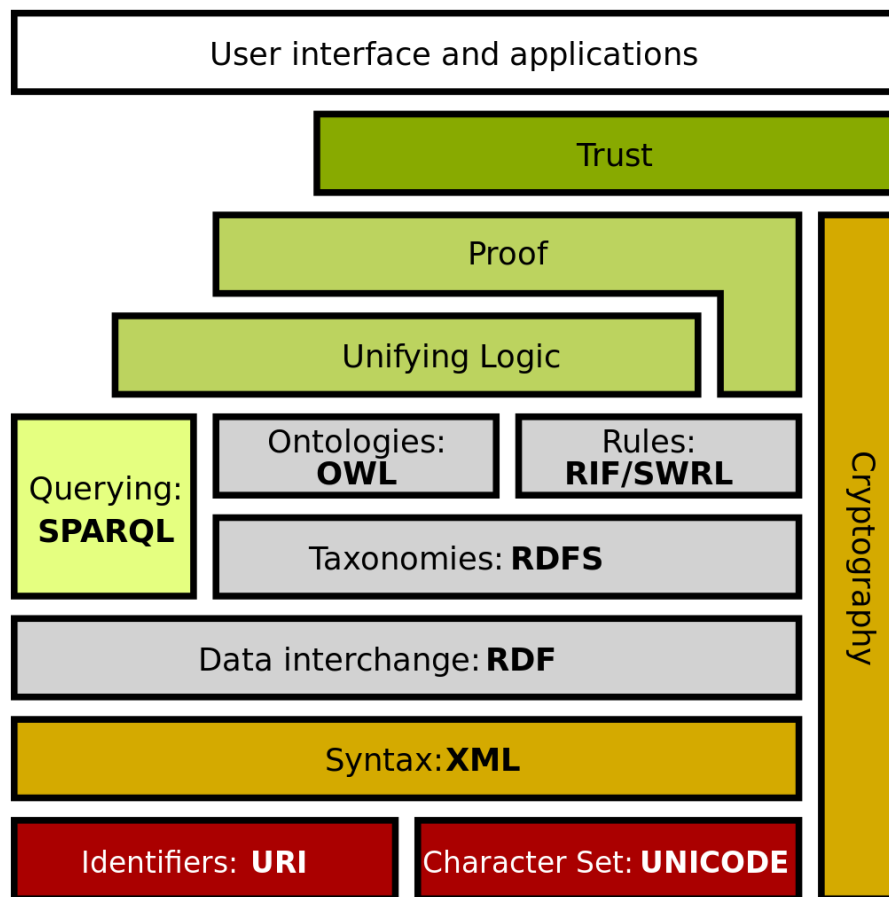 User interface and applications
Trust
Proof
Unifying Logic
Ontologies:
OWL
Rules:
RIF/SWRL
Querying:
SPARQL
Taxonomies: RDFS
Cryptography
Data interchange: RDF
Syntax: XML
Identifiers: URI
Character Set: UNICODE